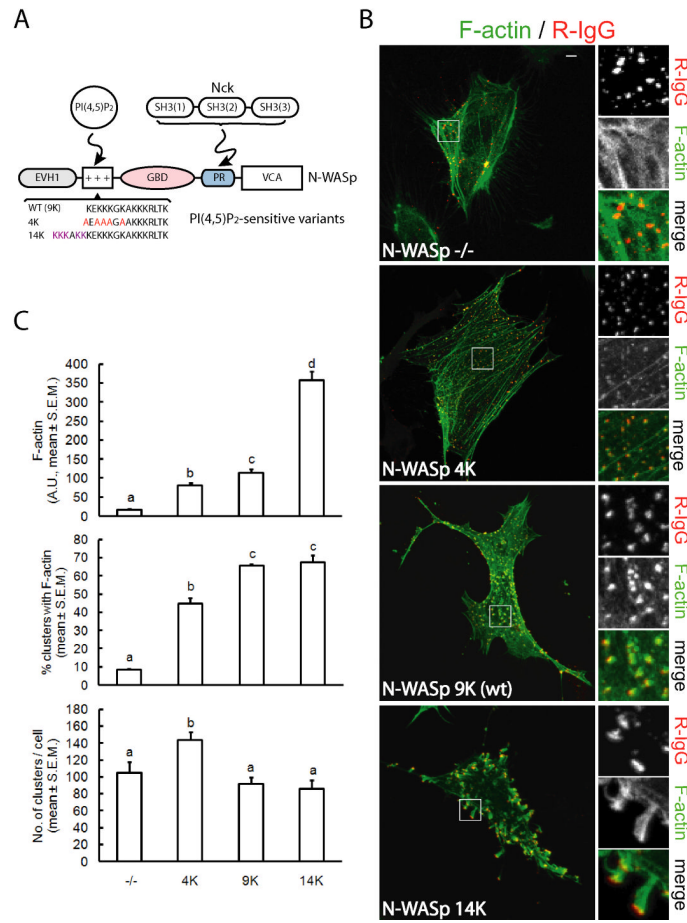 A
PI(4,5)P2
Nck
SH3(1) SH3(2) SH3(3)
EVH1 +++ GBD PR VCA N-WASp
WT (9K) KEKKKGKAKKKRLTK
4K AEAAAGAAKKKRLTK
14K KKKAKKKEKKKGKAKKKRLTK
PI(4,5)P2-sensitive variants
B
F-actin / R-IgG
N-WASp -/-
R-IgG
F-actin
merge
N-WASp 4K
R-IgG
F-actin
merge
N-WASp 9K (wt)
R-IgG
F-actin
merge
N-WASp 14K
R-IgG
F-actin
merge
C
F-actin
(A.U., mean± S.E.M.)
400
350
300
250
200
150
100
50
0
a b c d
% clusters with F-actin
(mean± S.E.M.)
80
70
60
50
40
30
20
10
0
a b c c
No. of clusters / cell
(mean± S.E.M.)
180
160
140
120
100
80
60
40
20
0
a b a a
-/- 4K 9K 14K